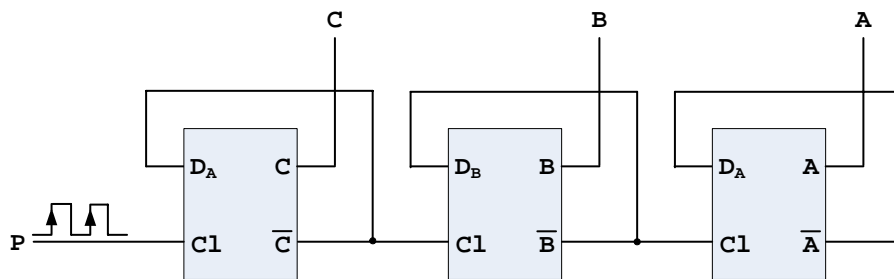 C B A
D_A C D_B B D_A A
P Cl C̅ Cl B̅ Cl A̅